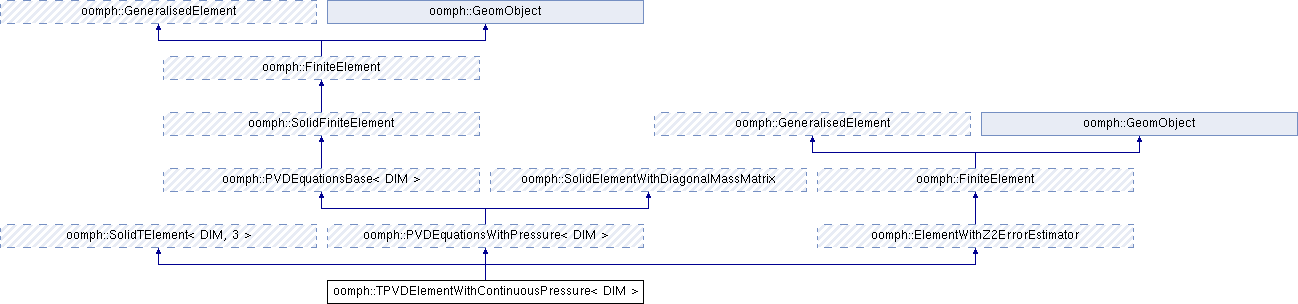 oomph::GeneralisedElement
oomph::GeomObject
oomph::FiniteElement
oomph::SolidFiniteElement
oomph::GeneralisedElement
oomph::GeomObject
oomph::PVDEquationsBase< DIM >
oomph::SolidElementWithDiagonalMassMatrix
oomph::FiniteElement
oomph::SolidTElement< DIM, 3 >
oomph::PVDEquationsWithPressure< DIM >
oomph::ElementWithZ2ErrorEstimator
oomph::TPVDElementWithContinuousPressure< DIM >